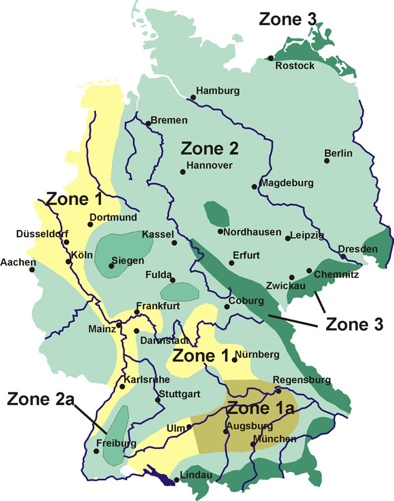 Zone 3
Rostock
Hamburg
Bremen
Zone 2
Berlin
Hannover
Magdeburg
Zone 1
Dortmund
Düsseldorf
Kassel
Nordhausen
Leipzig
Dresden
Köln
Siegen
Aachen
Erfurt
Chemnitz
Fulda
Zwickau
Coburg
Frankfurt
Zone 3
Mainz
Darmstadt
Zone 1
Nürnberg
Karlsruhe
Regensburg
Zone 2a
Stuttgart
Zone 1a
Ulm
Augsburg
Freiburg
München
Lindau